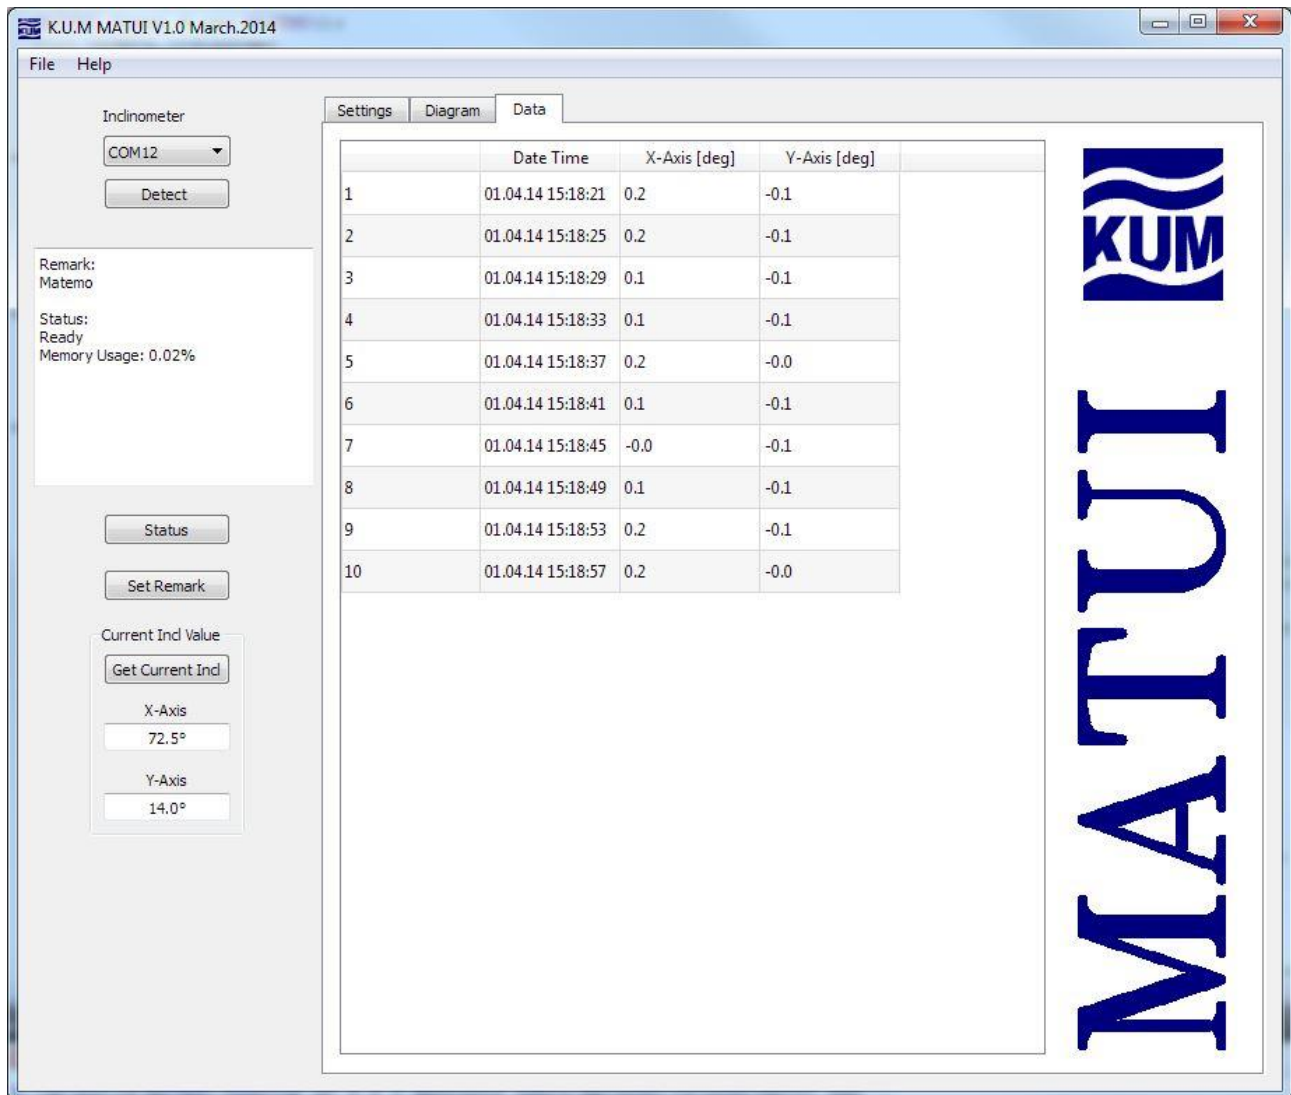 K.U.M MATUI V1.0 March.2014
File Help
Inclinometer
COM12
Detect
Remark:
Matemo
Status:
Ready
Memory Usage: 0.02%
Status
Set Remark
Current Incl Value
Get Current Incl
X-Axis
72.5°
Y-Axis
14.0°
Settings Diagram Data
Date Time X-Axis [deg] Y-Axis [deg]
1 01.04.14 15:18:21 0.2 -0.1
2 01.04.14 15:18:25 0.2 -0.1
3 01.04.14 15:18:29 0.1 -0.1
4 01.04.14 15:18:33 0.1 -0.1
5 01.04.14 15:18:37 0.2 -0.0
6 01.04.14 15:18:41 0.1 -0.1
7 01.04.14 15:18:45 -0.0 -0.1
8 01.04.14 15:18:49 0.1 -0.1
9 01.04.14 15:18:53 0.2 -0.1
10 01.04.14 15:18:57 0.2 -0.0
KUM
MATUI